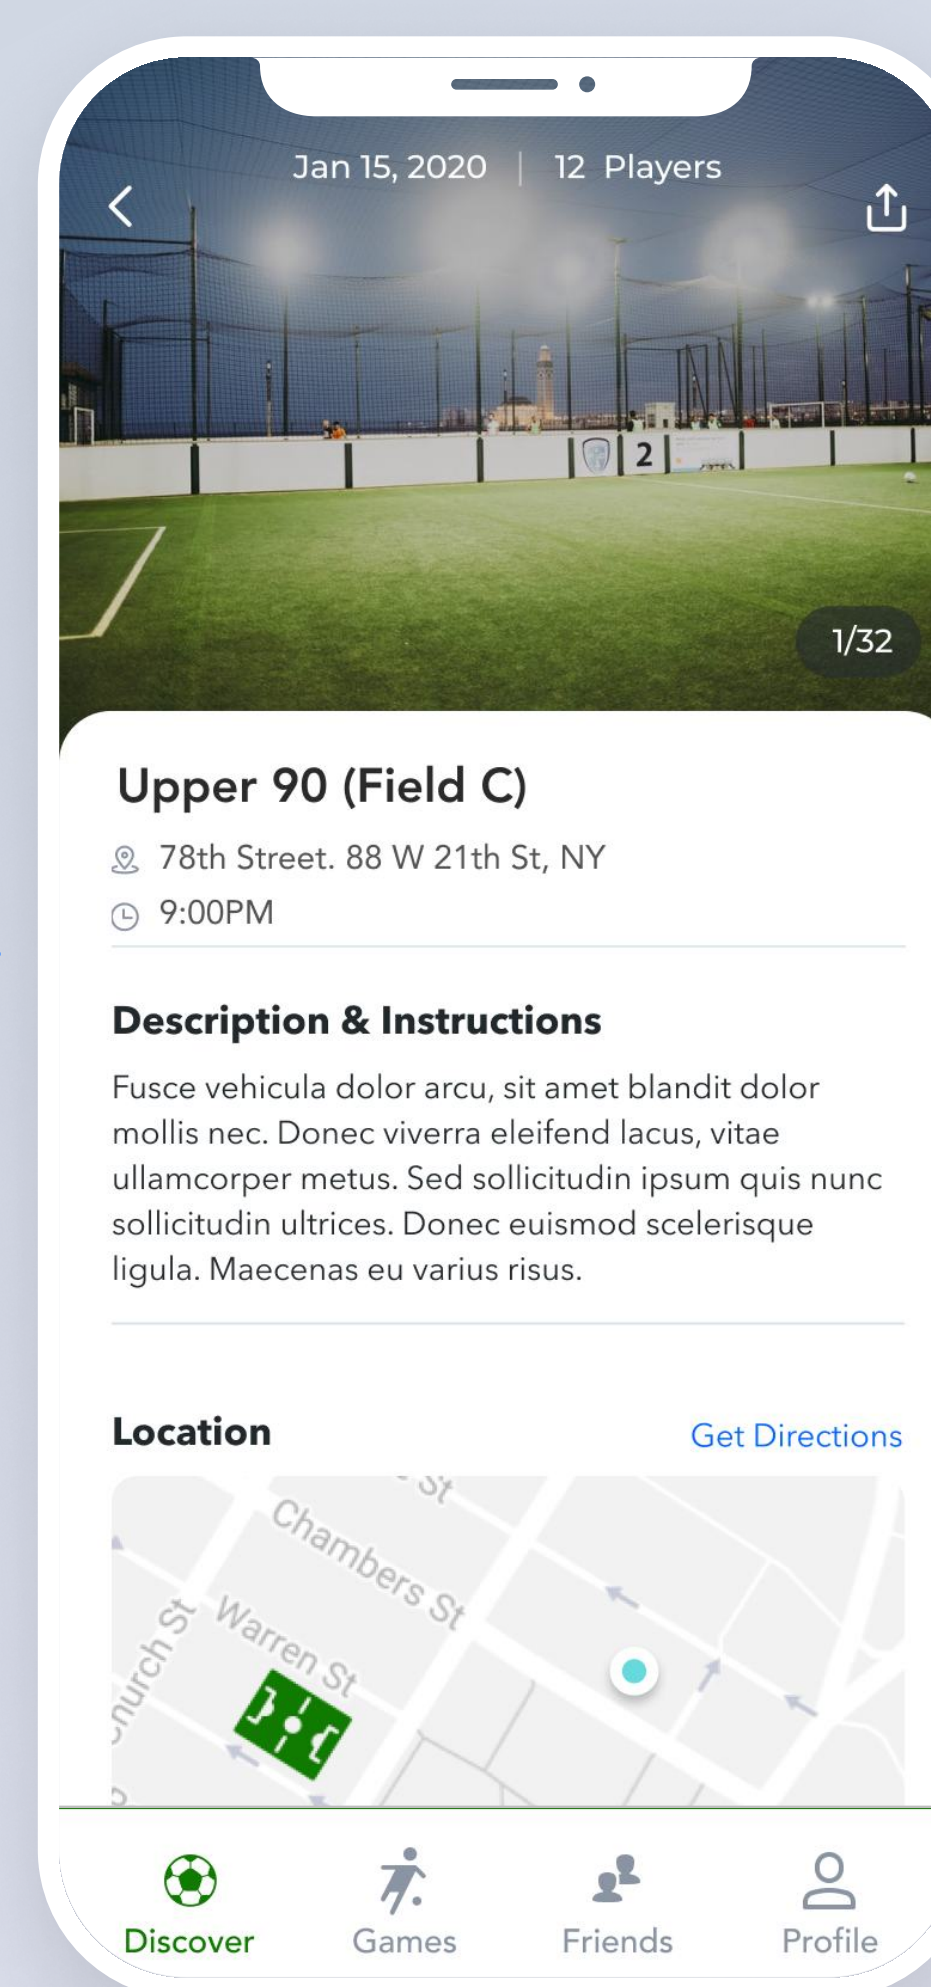 Jan 15, 2020 | 12 Players
2
1/32
Upper 90 (Field C)
78th Street. 88 W 21th St, NY
9:00PM
Description & Instructions
Fusce vehicula dolor arcu, sit amet blandit dolor
mollis nec. Donec viverra eleifend lacus, vitae
ullamcorper metus. Sed sollicitudin ipsum quis nunc
sollicitudin ultrices. Donec euismod scelerisque
ligula. Maecenas eu varius risus.
Location
Get Directions
St
Chambers St
Warren St
Church St
Discover
Games
Friends
Profile